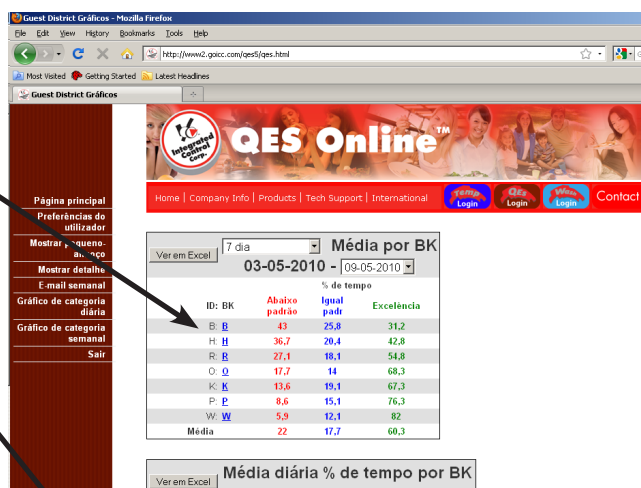 Guest District Gráficos - Mozilla Firefox
File Edit View History Bookmarks Tools Help
http://www2.goicc.com/qes5/qes.html
Most Visited Getting Started Latest Headlines
Guest District Gráficos
Integrated Control Corp.
QES Online™
Home | Company Info | Products | Tech Support | International
Temp Login
QES Login
Login
Contact
Página principal
Preferências do utilizador
Mostrar pequeno-
Mostrar detalhe
E-mail semanal
Gráfico de categoria diária
Gráfico de categoria semanal
Sair
Ver em Excel 7 dia Média por BK
03-05-2010 - 09-05-2010
% de tempo
ID: BK Abaixo padrão Igual padr Excelência
B: B 43 25,8 31,2
H: H 36,7 20,4 42,8
R: R 27,1 18,1 54,8
O: O 17,7 14 68,3
K: K 13,6 19,1 67,3
P: P 8,6 15,1 76,3
W: W 5,9 12,1 82
Média 22 17,7 60,3
Ver em Excel Média diária % de tempo por BK